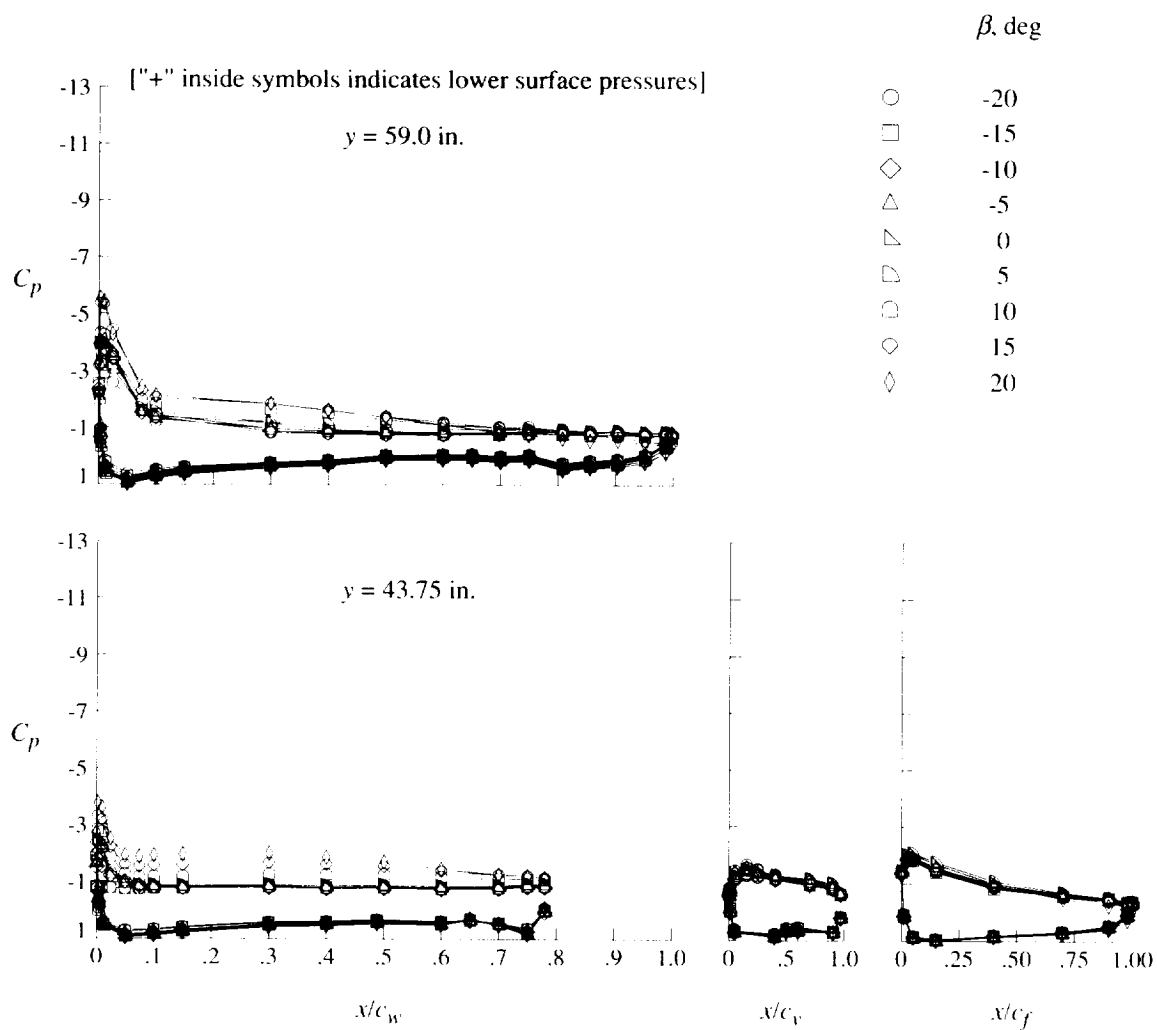 β, deg
["+" inside symbols indicates lower surface pressures]
y = 59.0 in.
-20
-15
-10
-5
0
5
10
15
20
-13
-11
-9
-7
-5
-3
-1
1
C_p
-13
-11
-9
-7
-5
-3
-1
1
C_p
y = 43.75 in.
0 .1 .2 .3 .4 .5 .6 .7 .8 .9 1.0
0 .5 1.0
0 .25 .50 .75 1.00
x/c_w
x/c_v
x/c_f